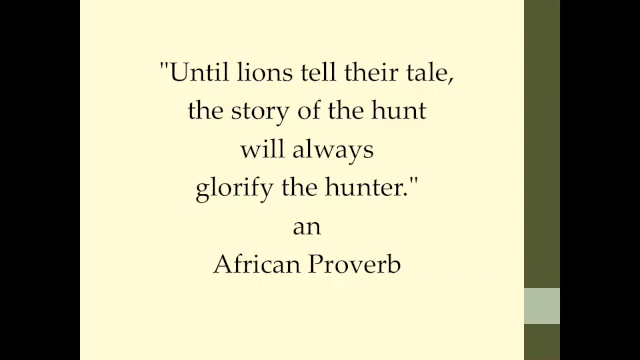 "Until lions tell their tale,
the story of the hunt
will always
glorify the hunter."
an
African Proverb